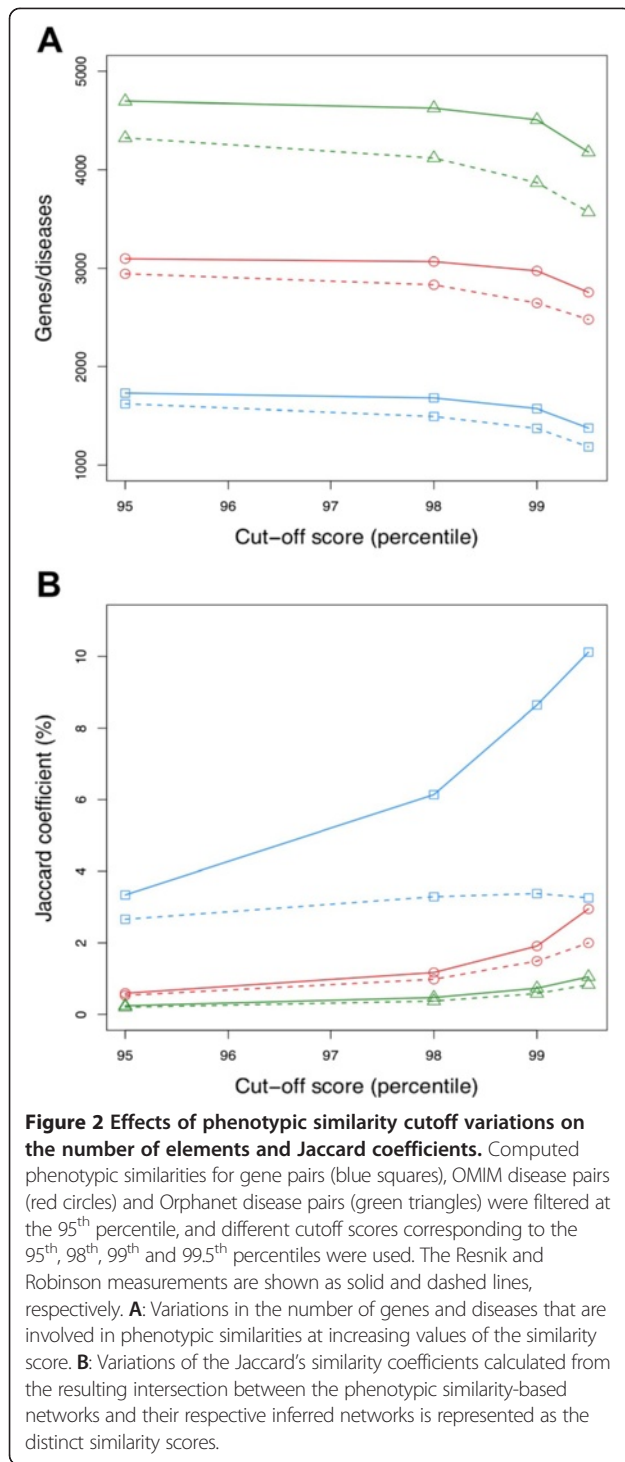 A
5000
4000
3000
2000
1000
Genes/diseases
95 96 97 98 99
Cut−off score (percentile)
B
10
8
6
4
2
0
Jaccard coefficient (%)
95 96 97 98 99
Cut−off score (percentile)
Figure 2 Effects of phenotypic similarity cutoff variations on
the number of elements and Jaccard coefficients. Computed
phenotypic similarities for gene pairs (blue squares), OMIM disease pairs
(red circles) and Orphanet disease pairs (green triangles) were filtered at
the 95th percentile, and different cutoff scores corresponding to the
95th, 98th, 99th and 99.5th percentiles were used. The Resnik and
Robinson measurements are shown as solid and dashed lines,
respectively. A: Variations in the number of genes and diseases that are
involved in phenotypic similarities at increasing values of the similarity
score. B: Variations of the Jaccard's similarity coefficients calculated from
the resulting intersection between the phenotypic similarity-based
networks and their respective inferred networks is represented as the
distinct similarity scores.